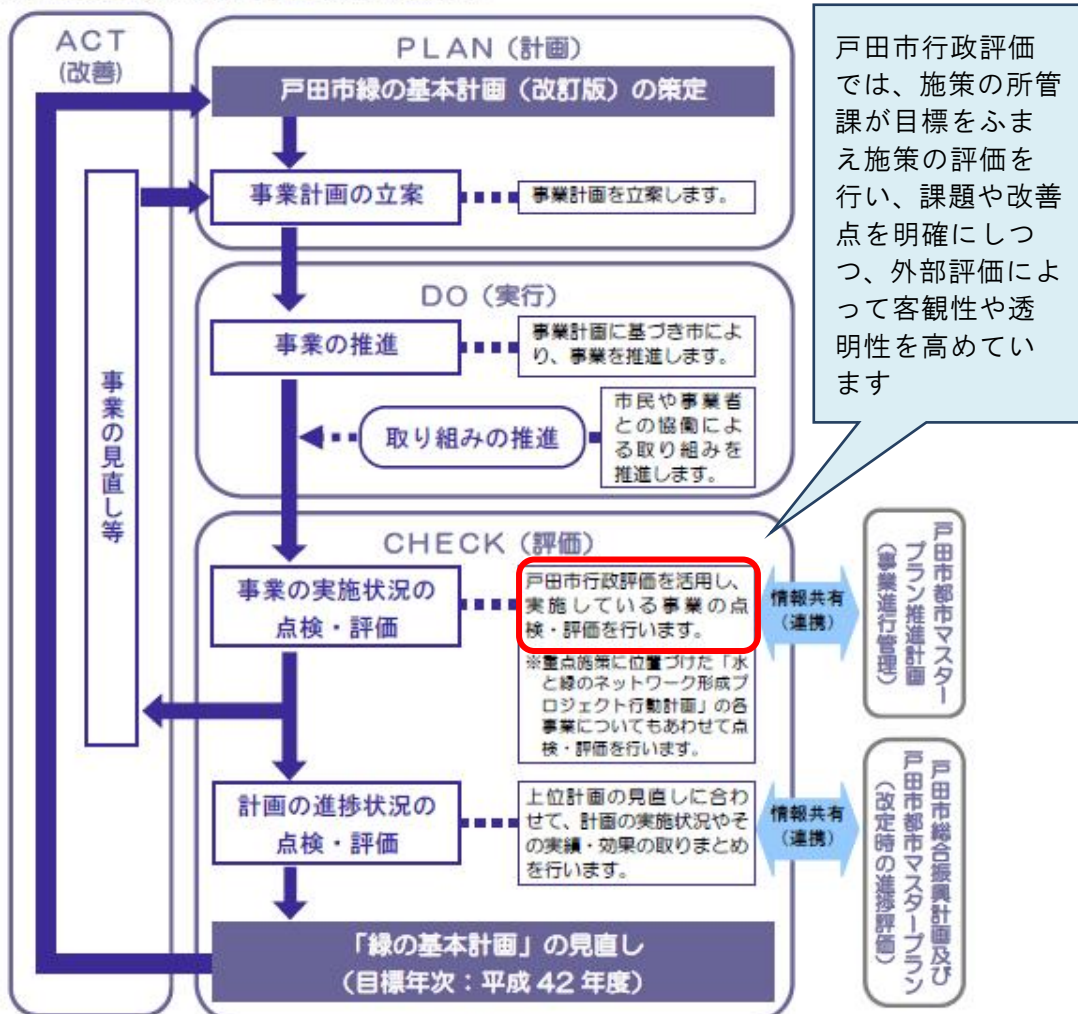 ACT
(改善)
事業の見直し等
PLAN（計画）
戸田市緑の基本計画（改訂版）の策定
事業計画の立案
事業計画を立案します。
DO（実行）
事業の推進
事業計画に基づき市によ
り、事業を推進します。
取り組みの推進
市民や事業者
との協働によ
る取り組みを
推進します。
CHECK（評価）
事業の実施状況の
点検・評価
戸田市行政評価を活用し、
実施している事業の点
検・評価を行います。
※重点施策に位置づけた「水
と緑のネットワーク形成プ
ロジェクト行動計画」の各
事業についてもあわせて点
検・評価を行います。
計画の進捗状況の
点検・評価
上位計画の見直しに合わ
せて、計画の実施状況やそ
の実績・効果の取りまとめ
を行います。
「緑の基本計画」の見直し
（目標年次：平成42年度）
戸田市行政評価
では、施策の所管
課が目標をふま
え施策の評価を
行い、課題や改善
点を明確にしつ
つ、外部評価によ
って客観性や透
明性を高めてい
ます
情報共有
（連携）
戸田市都市マスター
プラン推進計画
（事業進行管理）
情報共有
（連携）
戸田市総合振興計画及び
戸田市都市マスタープラン
（改定時の進捗評価）